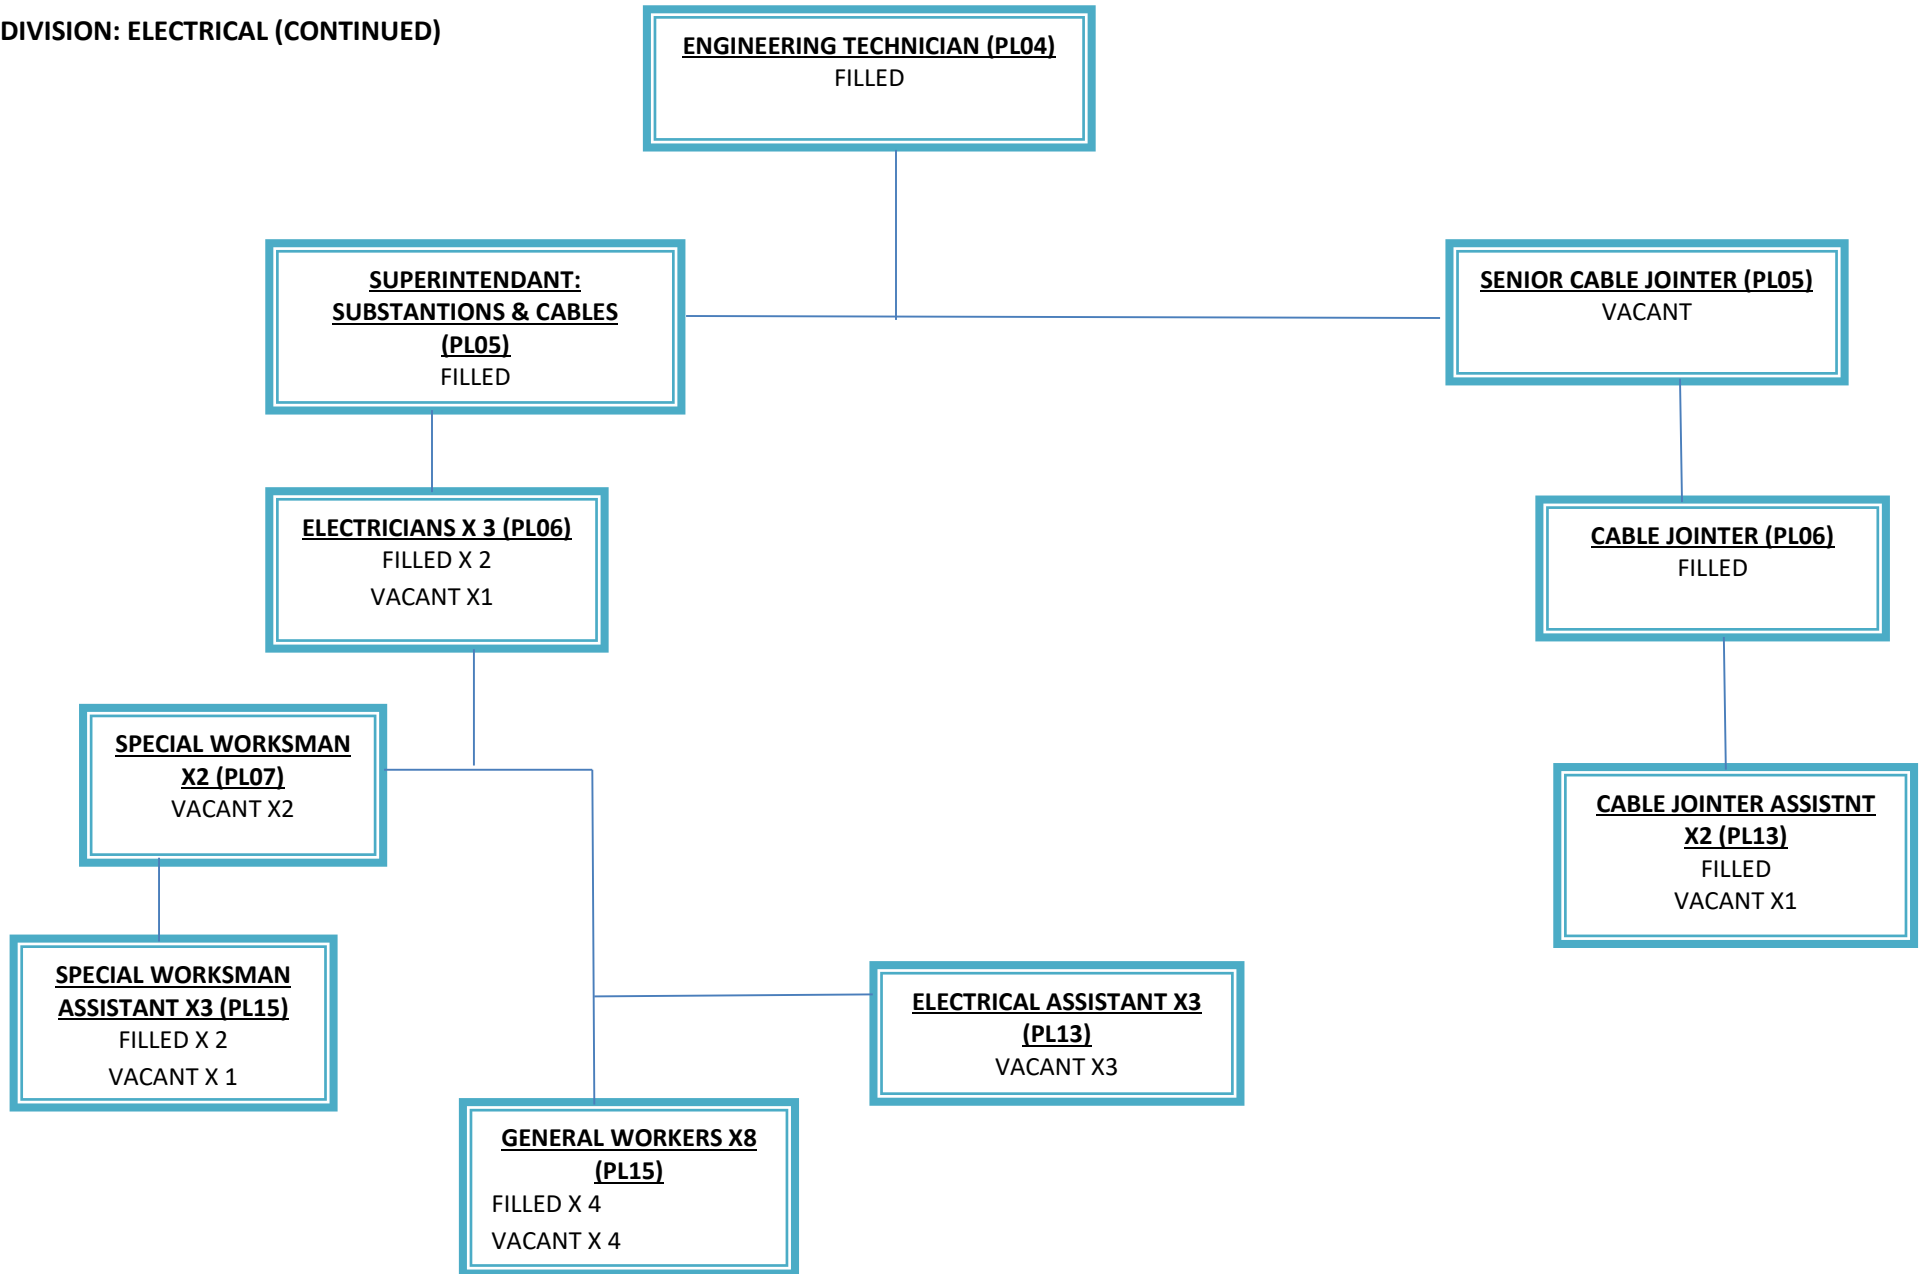 DIVISION: ELECTRICAL (CONTINUED)
ENGINEERING TECHNICIAN (PL04)
FILLED
SUPERINTENDANT:
SUBSTANTIONS & CABLES
(PL05)
FILLED
SENIOR CABLE JOINTER (PL05)
VACANT
ELECTRICIANS X 3 (PL06)
FILLED X 2
VACANT X1
CABLE JOINTER (PL06)
FILLED
SPECIAL WORKSMAN
X2 (PL07)
VACANT X2
CABLE JOINTER ASSISTNT
X2 (PL13)
FILLED
VACANT X1
SPECIAL WORKSMAN
ASSISTANT X3 (PL15)
FILLED X 2
VACANT X 1
ELECTRICAL ASSISTANT X3
(PL13)
VACANT X3
GENERAL WORKERS X8
(PL15)
FILLED X 4
VACANT X 4